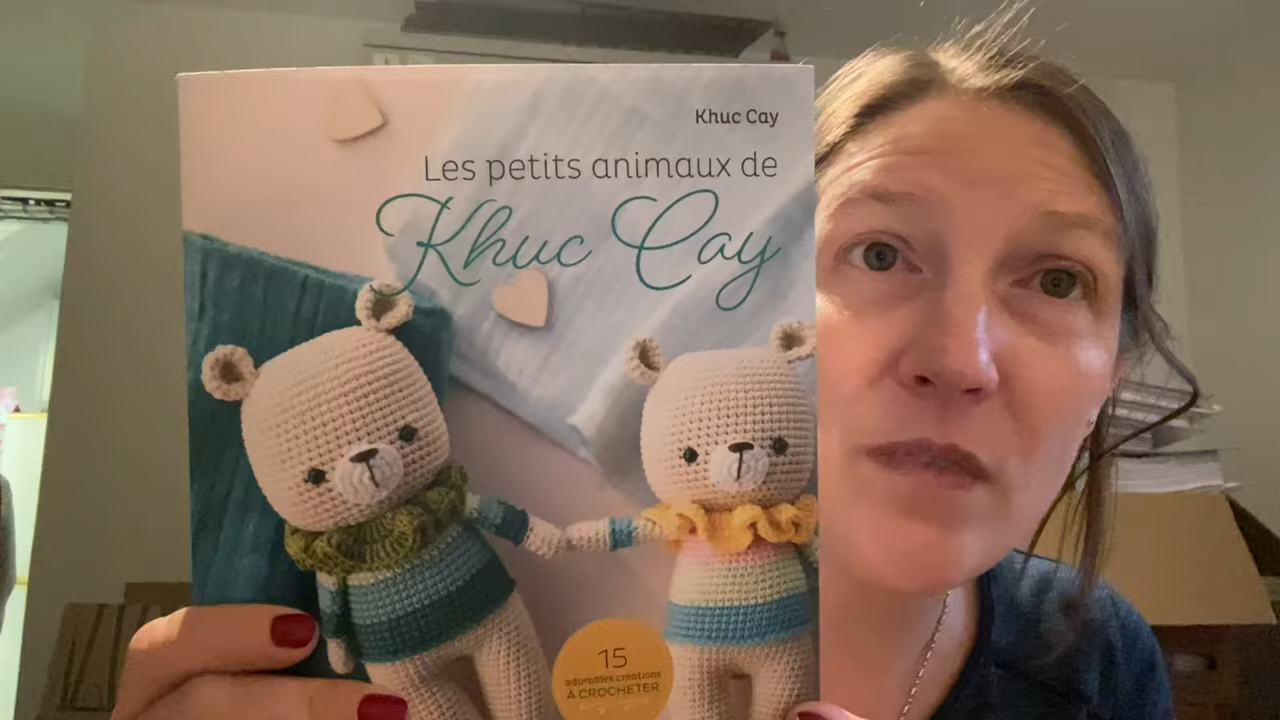 Khuc Cay
Les petits animaux de
Khuc Cay
15
adorables créations
À CROCHETER